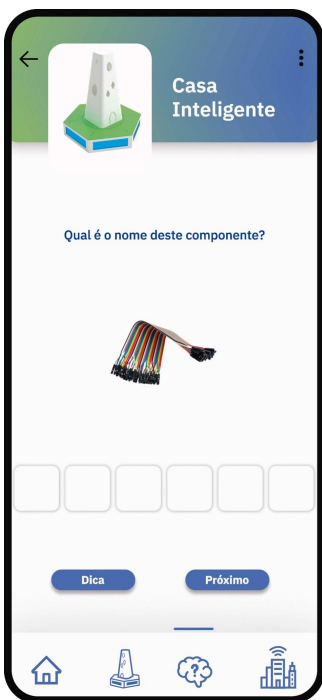 Casa
Inteligente
Qual é o nome deste componente?
Dica
Próximo